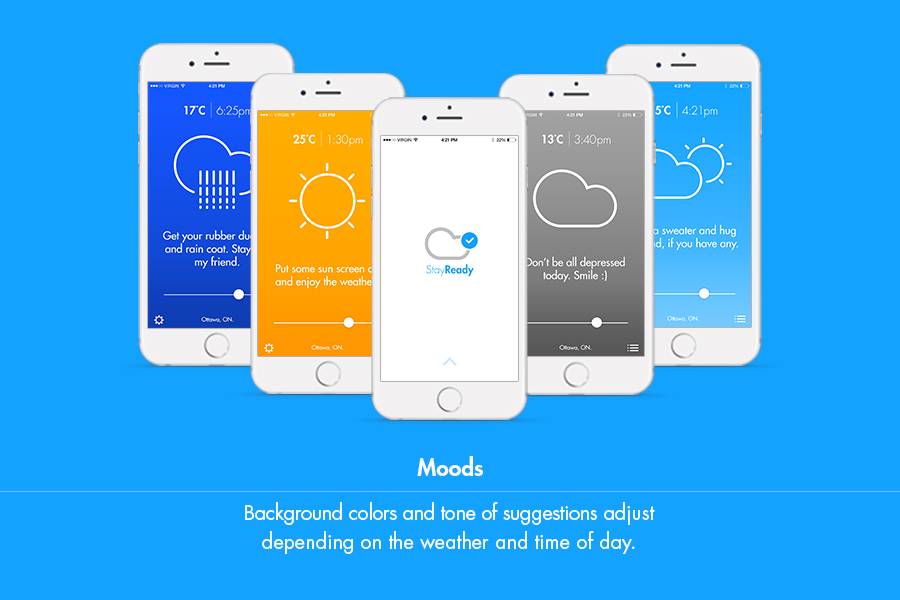 ●●●○○ VIRGIN 4:21 PM
17°C 6:25pm
Get your rubber
and rain coat. Stay
my friend.
Ottawa, ON.
●●●○○ VIRGIN 4:21 PM
25°C 1:30pm
Put some sun screen
and enjoy the
Ottawa, ON.
●●●○○ VIRGIN 4:21 PM 22%
StayReady
4:21 PM 22%
13°C 3:40pm
Don't be all depressed
today. Smile :)
Ottawa, ON.
4:21 PM 22%
5°C 4:21pm
a sweater and hug
if you have any.
Ottawa, ON.
Moods
Background colors and tone of suggestions adjust
depending on the weather and time of day.